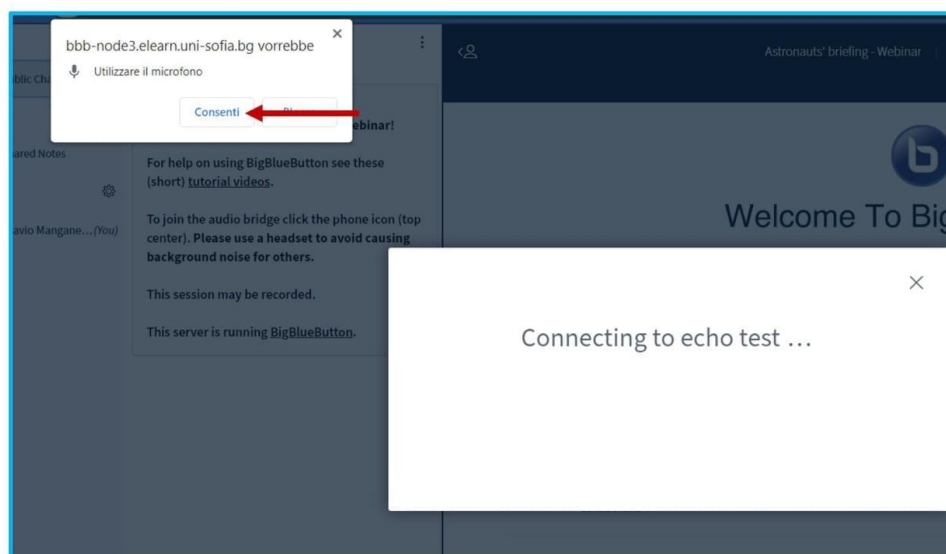 bbb-node3.elearn.uni-sofia.bg vorrebbe
Utilizzare il microfono
Consenti
ebinar!
For help on using BigBlueButton see these
(short) tutorial videos.
To join the audio bridge click the phone icon (top
center). Please use a headset to avoid causing
background noise for others.
This session may be recorded.
This server is running BigBlueButton.
ared Notes
avio Mangane... (You)
Astronauts' briefing - Webinar
Welcome To Big
Connecting to echo test ...